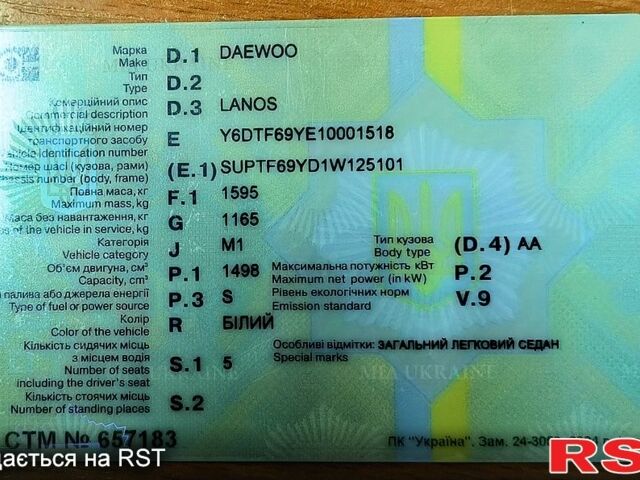 Марка D.1 DAEWOO
Make
Тип D.2
Type
Комерційний опис D.3 LANOS
Commercial description
Ідентифікаційний номер
транспортного засобу E Y6DTF69YE10001518
vehicle identification number
Номер шасі (кузова, рами) (E.1) SUPTF69YD1W125101
chassis number (body, frame)
Повна маса, кг F.1 1595
Maximum mass, kg
Маса без навантаження, кг G 1165
of the vehicle in service, kg
Категорія J M1 Тип кузова (D.4) AA
Vehicle category Body type
Об'єм двигуна, см³ P.1 1498 Максимальна потужність кВт P.2
Capacity, cm³ Maximum net power (in kW)
палива або джерела енергії P.3 S Рівень екологічних норм V.9
Type of fuel or power source Emission standard
Колір R БІЛИЙ
Color of the vehicle
Кількість сидячих місць Особливі відмітки: ЗАГАЛЬНИЙ ЛЕГКОВИЙ СЕДАН
з місцем водія S.1 5 Special marks
Number of seats
including the driver's seat
Кількість стоячих місць S.2
Number of standing places
MIA UKRAINE
СТМ № 657183
ПК "Україна". Зам. 24-30
дається на RST
RS